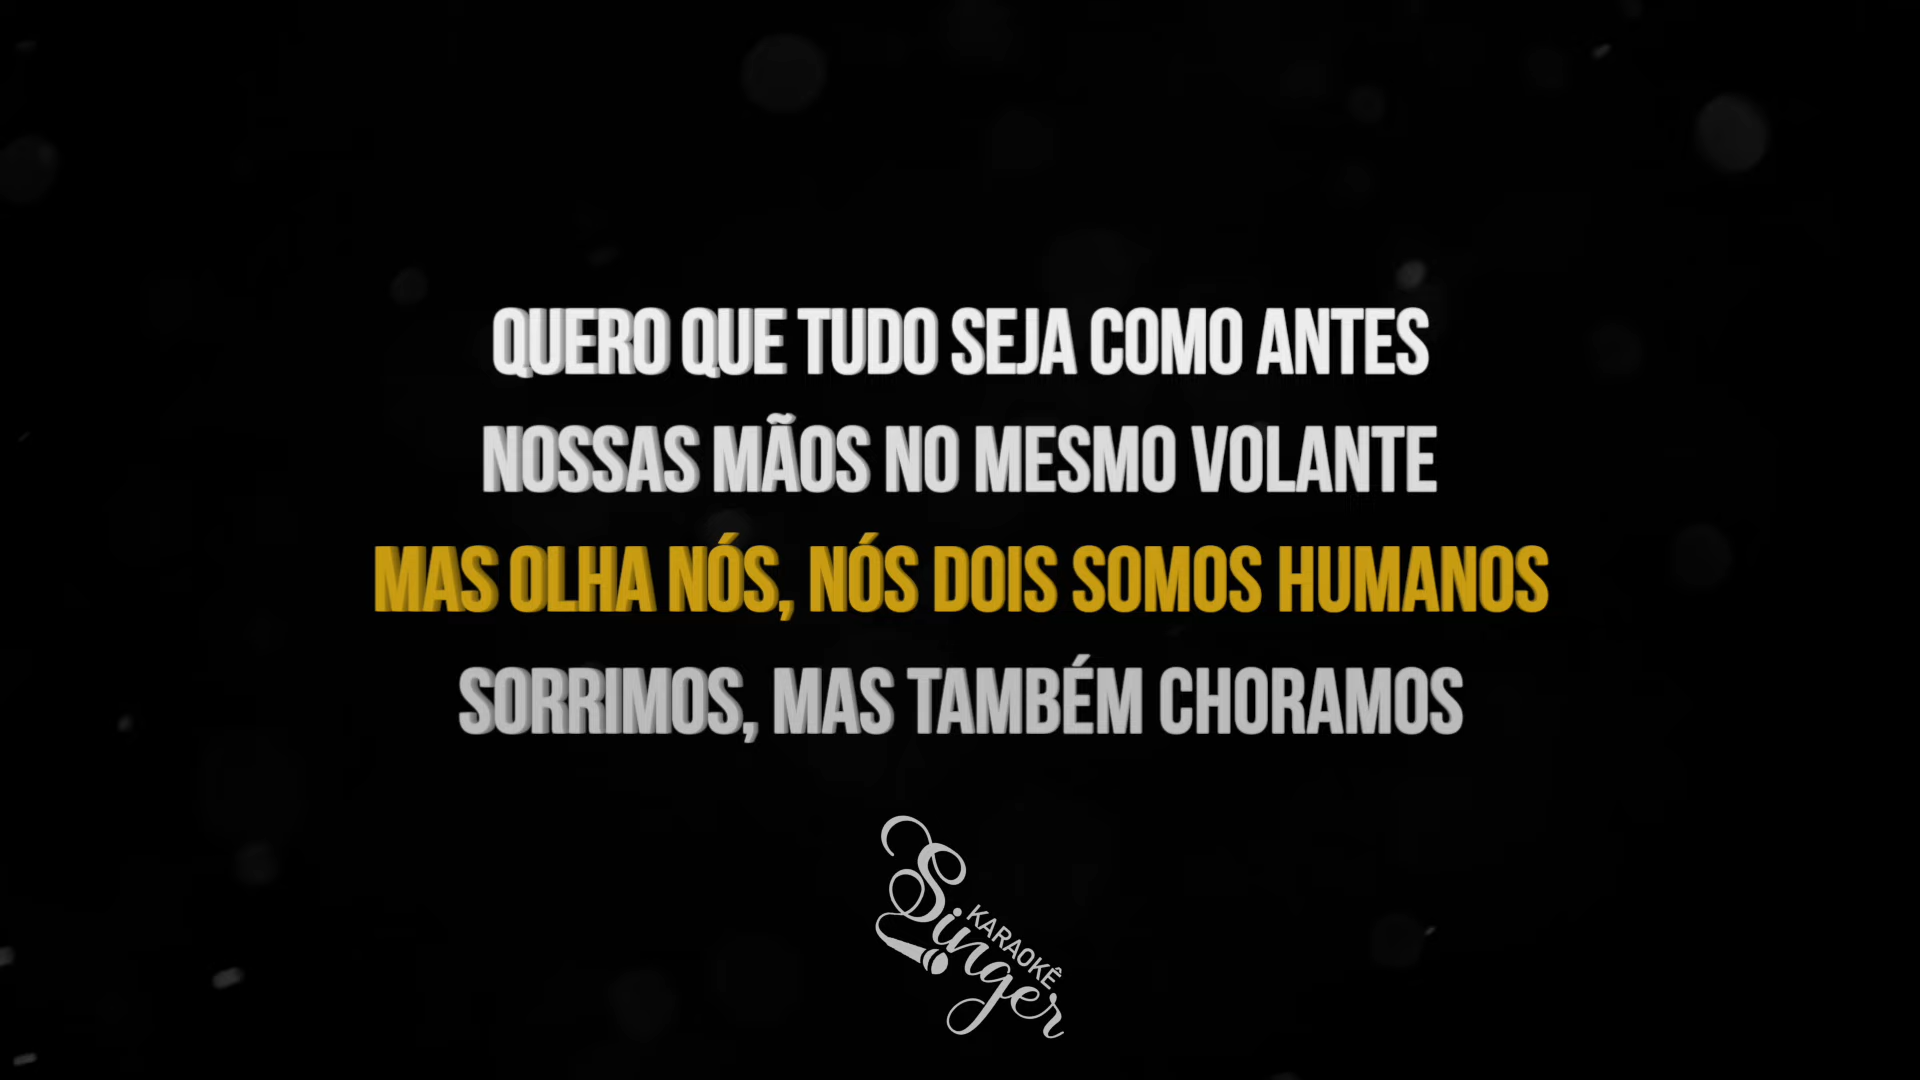 QUERO QUE TUDO SEJA COMO ANTES
NOSSAS MÃOS NO MESMO VOLANTE
MAS OLHA NÓS, NÓS DOIS SOMOS HUMANOS
SORRIMOS, MAS TAMBÉM CHORAMOS
KARAOKÊ
Singer